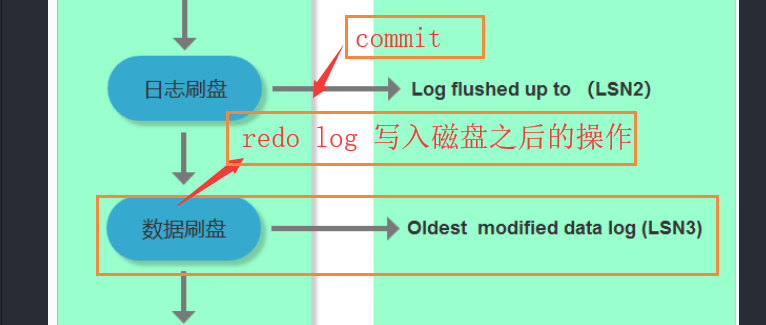 commit
日志刷盘
Log flushed up to （LSN2）
redo log 写入磁盘之后的操作
数据刷盘
Oldest modified data log (LSN3)